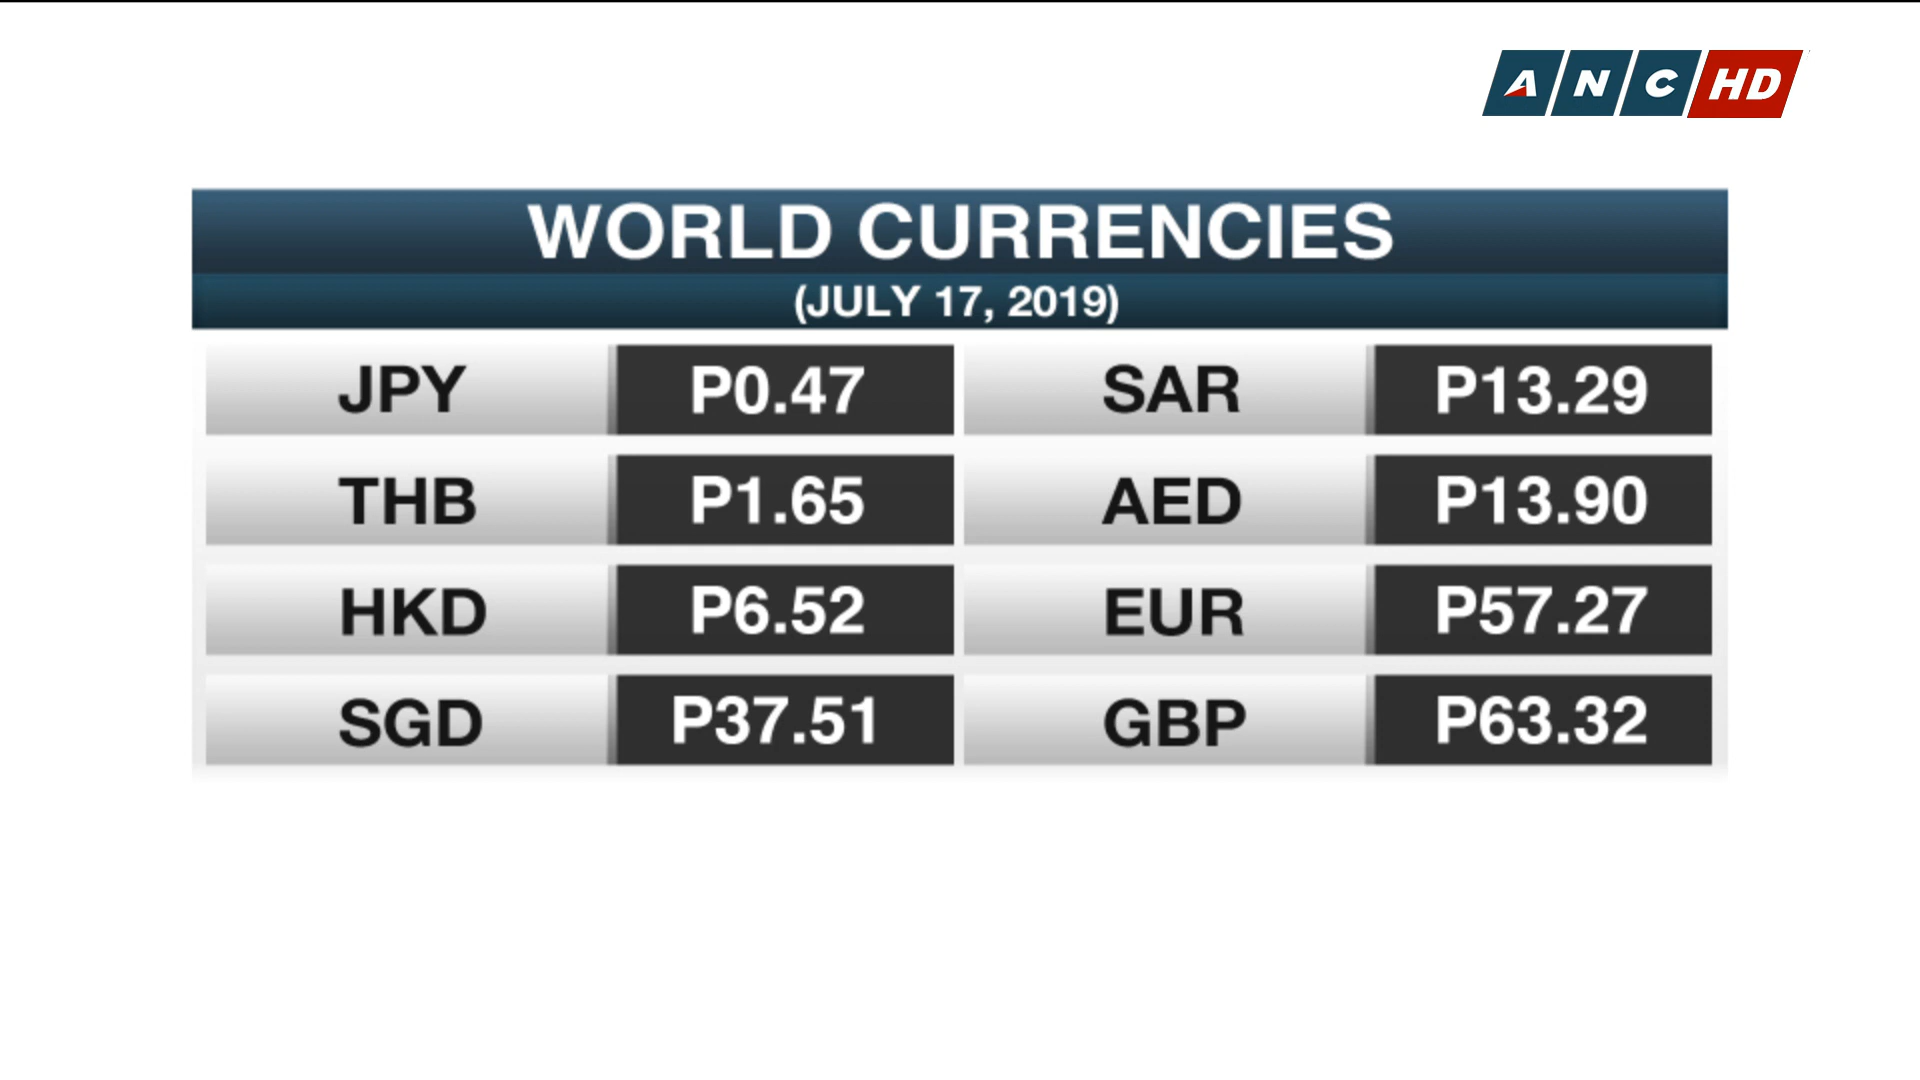 ANC HD
WORLD CURRENCIES
(JULY 17, 2019)
JPY P0.47 SAR P13.29
THB P1.65 AED P13.90
HKD P6.52 EUR P57.27
SGD P37.51 GBP P63.32